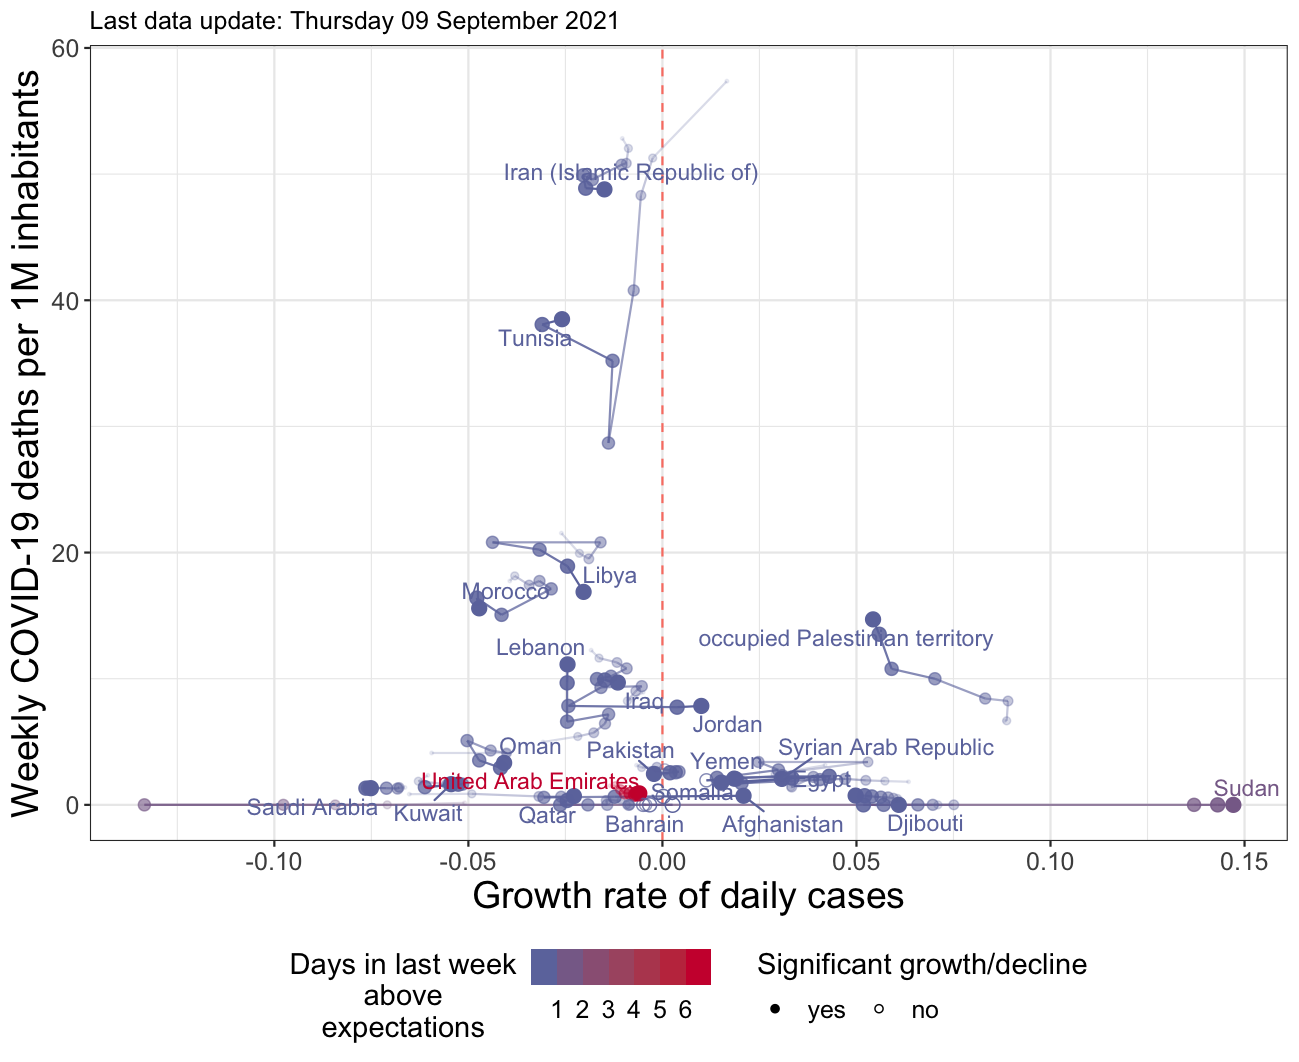 Last data update: Thursday 09 September 2021
Weekly COVID-19 deaths per 1M inhabitants
60
40
20
0
Iran (Islamic Republic of)
Tunisia
Libya
Morocco
occupied Palestinian territory
Lebanon
Iraq
Jordan
Oman
Pakistan
Syrian Arab Republic
Yemen
United Arab Emirates
Egypt
Somalia
Sudan
Saudi Arabia
Kuwait
Qatar
Bahrain
Afghanistan
Djibouti
-0.10 -0.05 0.00 0.05 0.10 0.15
Growth rate of daily cases
Days in last week
above
expectations
1 2 3 4 5 6
Significant growth/decline
yes no